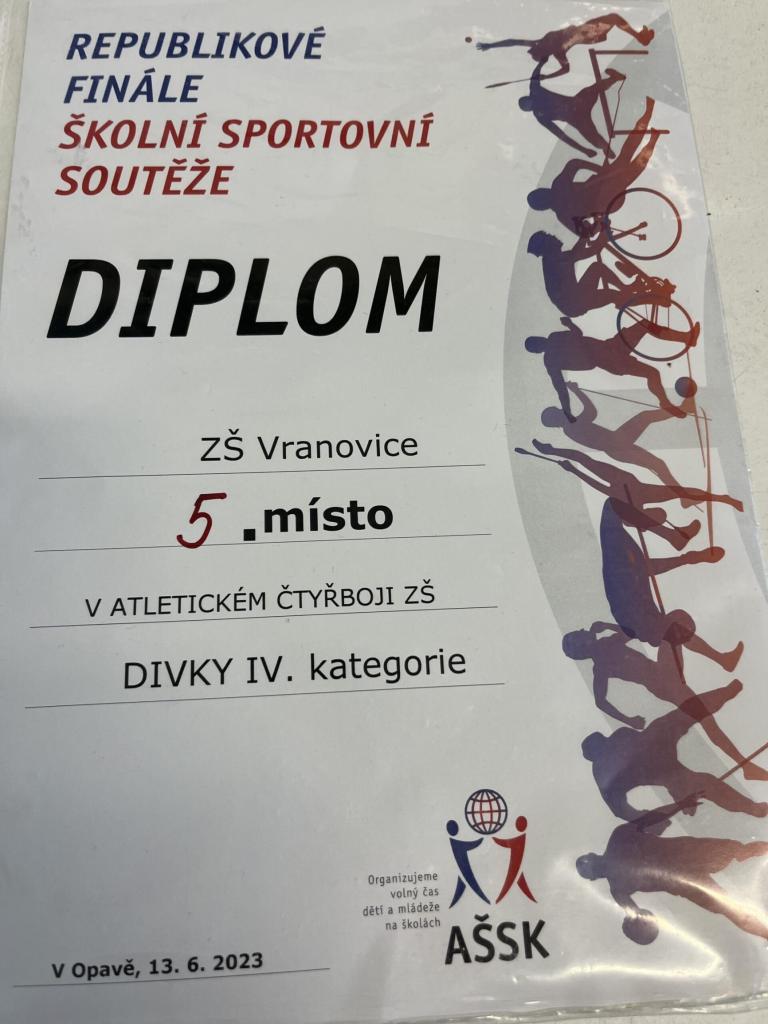 REPUBLIKOVÉ
FINÁLE
ŠKOLNÍ SPORTOVNÍ
SOUTĚŽE
DIPLOM
ZŠ Vranovice
5 .místo
V ATLETICKÉM ČTYŘBOJI ZŠ
DIVKY IV. kategorie
Organizujeme
volný čas
dětí a mládeže
na školách
AŠSK
V Opavě, 13. 6. 2023